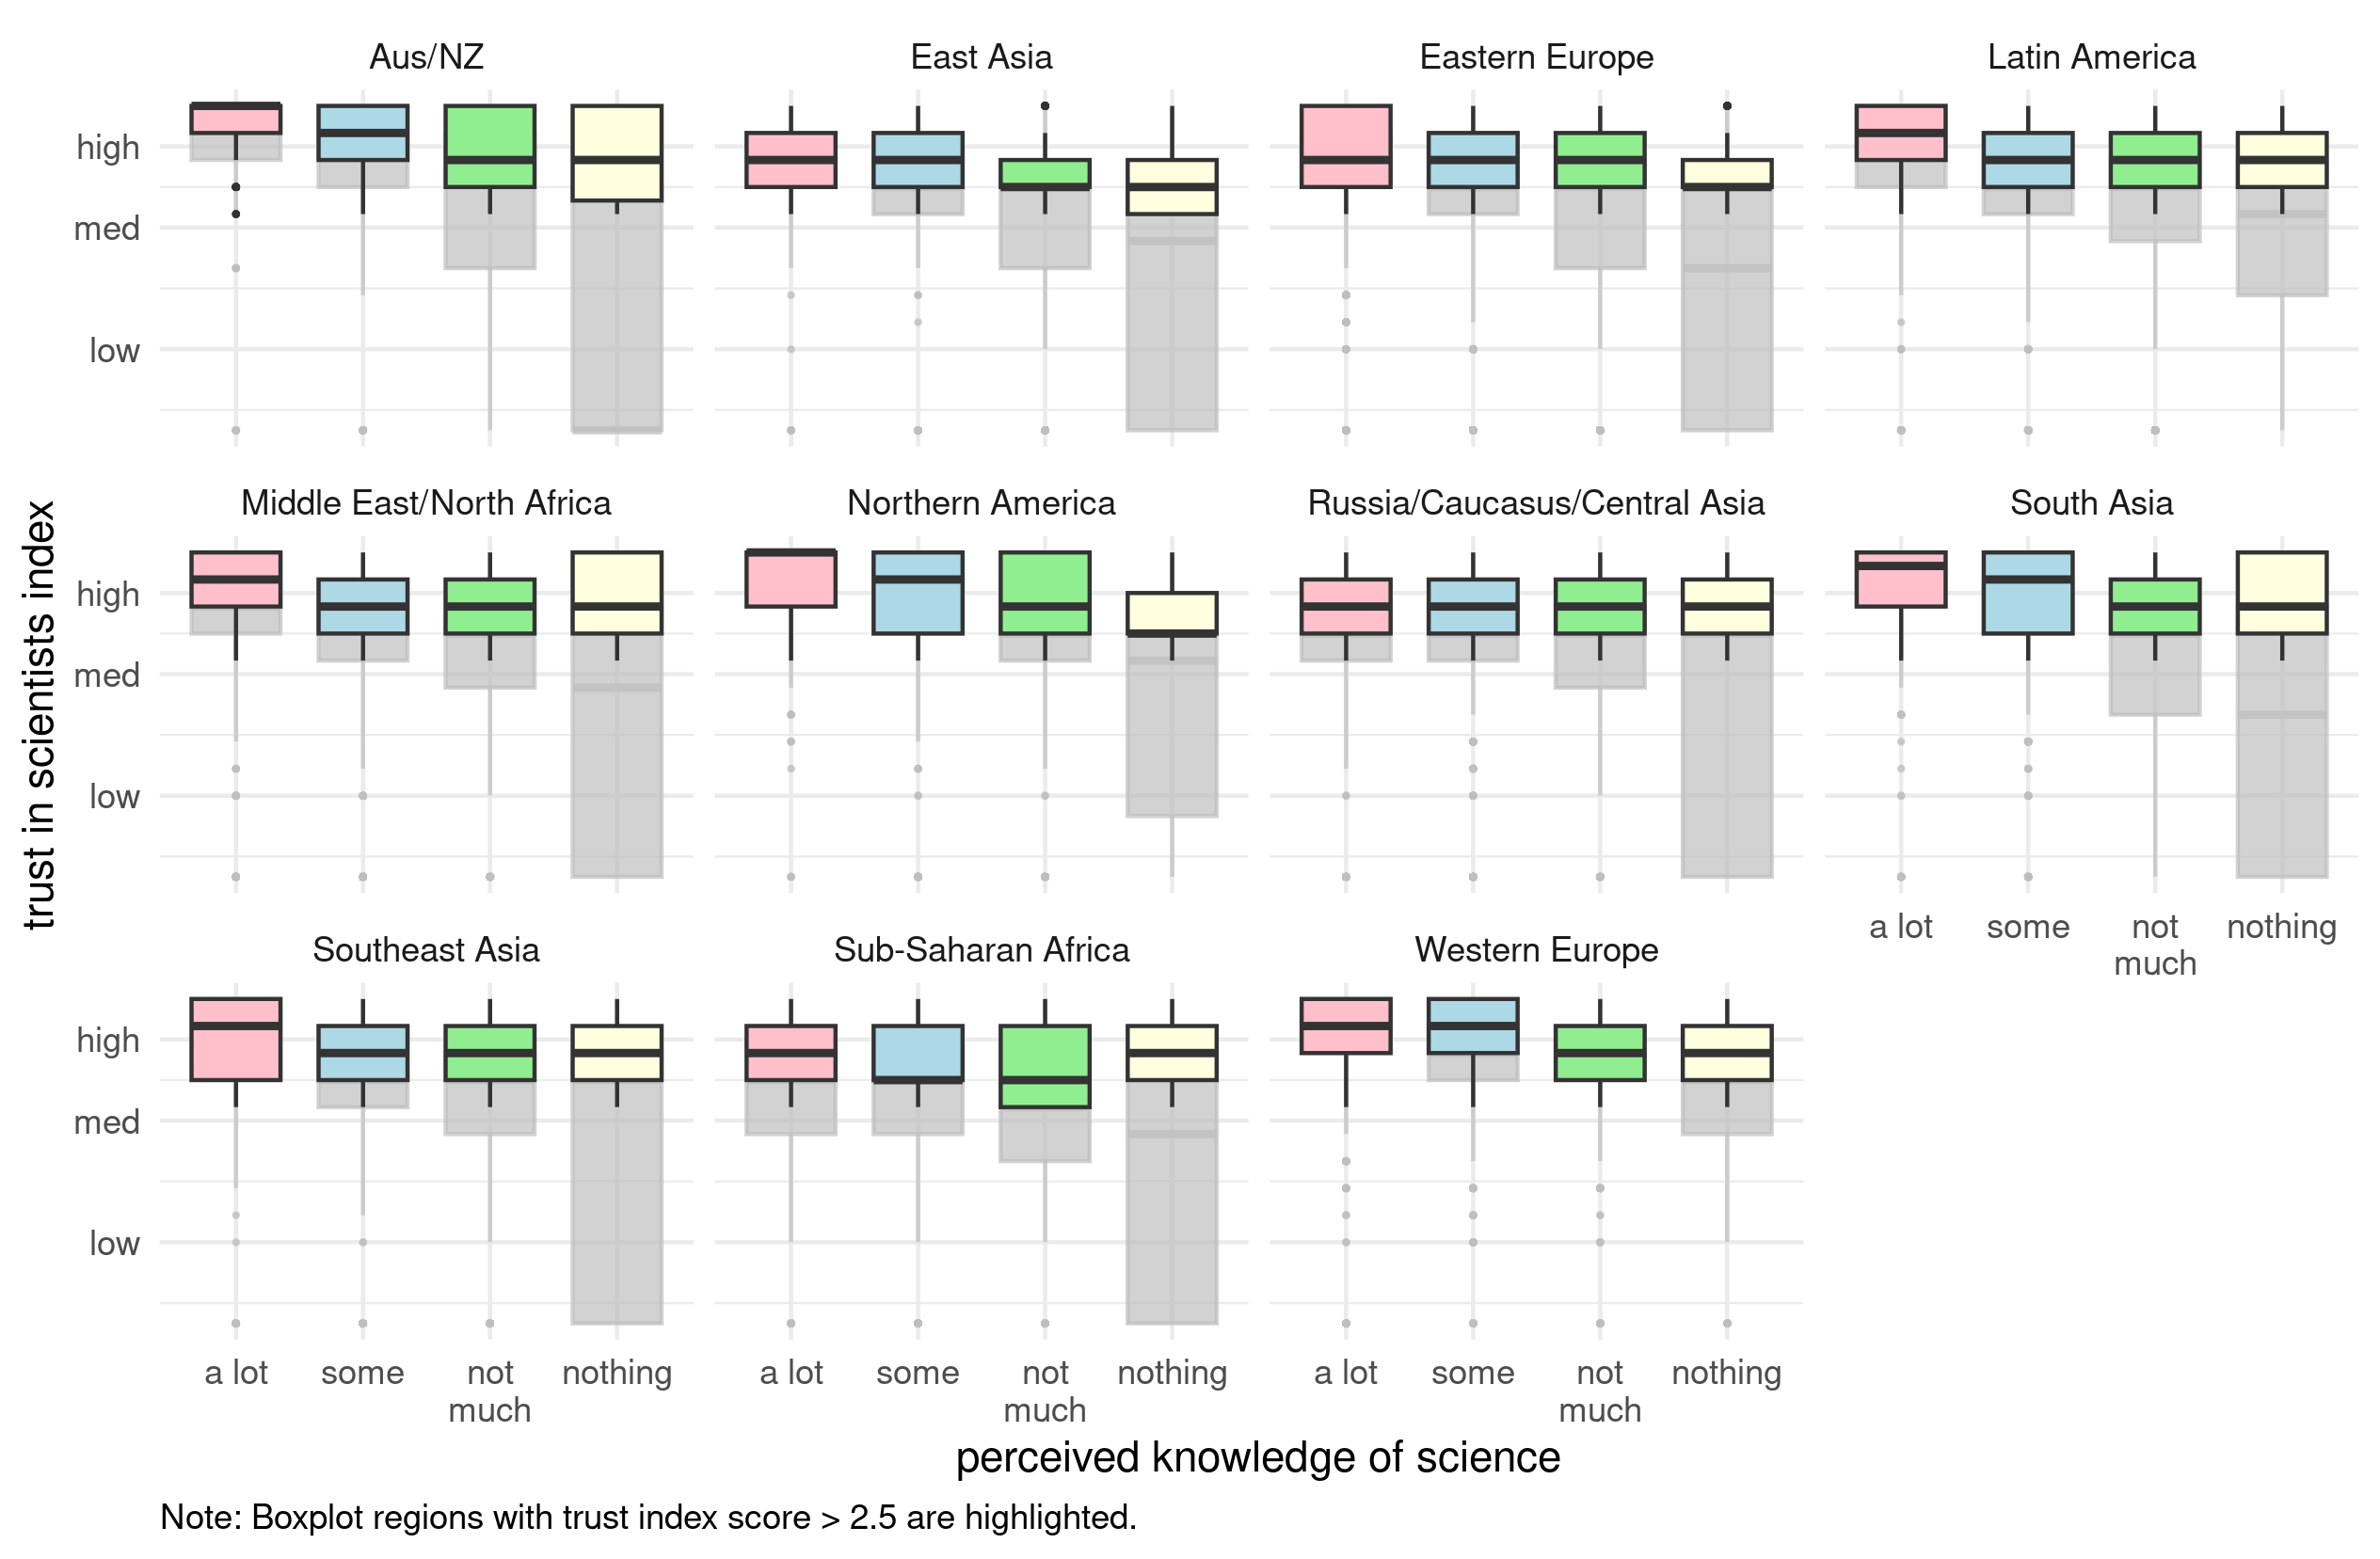 Aus/NZ
East Asia
Eastern Europe
Latin America
high
med
low
Middle East/North Africa
Northern America
Russia/Caucasus/Central Asia
South Asia
trust in scientists index
high
med
low
a lot
some
not
much
nothing
Southeast Asia
Sub-Saharan Africa
Western Europe
high
med
low
a lot
some
not
much
nothing
a lot
some
not
much
nothing
a lot
some
not
much
nothing
perceived knowledge of science
Note: Boxplot regions with trust index score > 2.5 are highlighted.